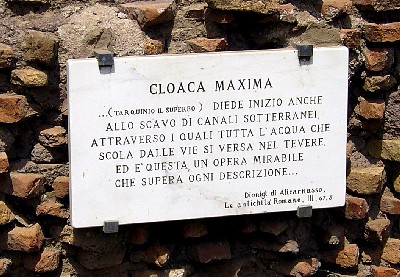 CLOACA MAXIMA
...(TARQUINIO IL SUPERBO) DIEDE INIZIO ANCHE
ALLO SCAVO DI CANALI SOTTERRANEI,
ATTRAVERSO I QUALI TUTTA L'ACQUA CHE
SCOLA DALLE VIE SI VERSA NEL TEVERE.
ED E' QUESTA UN OPERA MIRABILE
CHE SUPERA OGNI DESCRIZIONE...
Dionigi di Alicarnasso,
Le antichità Romane, III, 67, 5